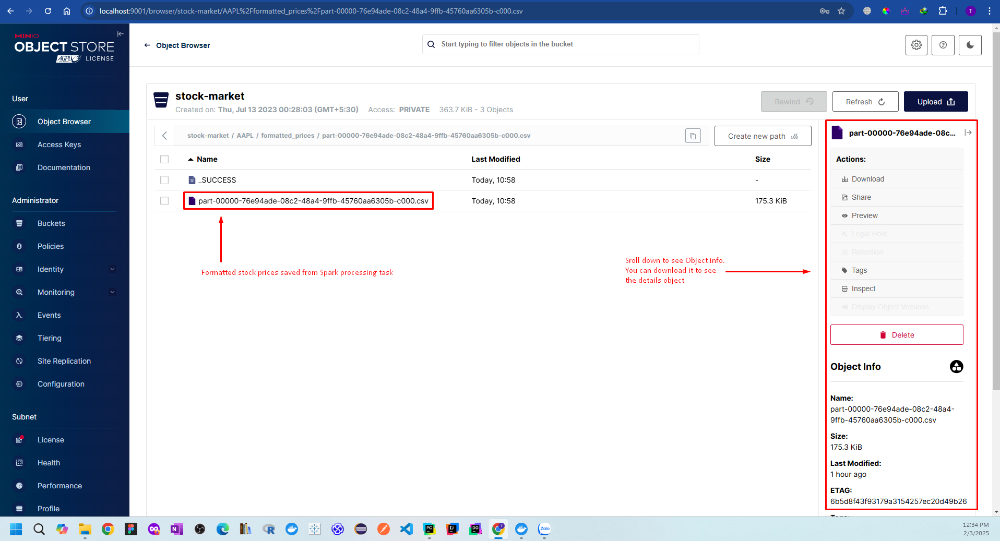 localhost:9001/browser/stock-market/AAPL%2Fformatted_prices%2Fpart-00000-76e94ade-08c2-48a4-9ffb-45760aa6305b-c000.csv
T
MINIO
OBJECT STORE
AGPLv3 LICENSE
Object Browser
Start typing to filter objects in the bucket
User
Object Browser
Access Keys
Documentation
Administrator
Buckets
Policies
Identity
Monitoring
Events
Tiering
Site Replication
Configuration
Subnet
License
Health
Performance
Profile
stock-market
Created on: Thu, Jul 13 2023 00:28:03 (GMT+5:30) Access: PRIVATE 363.7 KiB - 3 Objects
Rewind
Refresh
Upload
stock-market / AAPL / formatted_prices / part-00000-76e94ade-08c2-48a4-9ffb-45760aa6305b-c000.csv
Create new path
Name Last Modified Size
_SUCCESS Today, 10:58 -
part-00000-76e94ade-08c2-48a4-9ffb-45760aa6305b-c000.csv Today, 10:58 175.3 KiB
Formatted stock prices saved from Spark processing task
Sroll down to see Object info.
You can download it to see
the details object
part-00000-76e94ade-08c...
Actions:
Download
Share
Preview
Legal Hold
Retention
Tags
Inspect
Display Object Versions
Delete
Object Info
Name:
part-00000-76e94ade-08c2-48a4-
9ffb-45760aa6305b-c000.csv
Size:
175.3 KiB
Last Modified:
1 hour ago
ETAG:
6b5d8f43f93179a3154257ec20d49b26
Tags:
PC
IJ
DG
T
Zalo
12:34 PM
2/3/2025